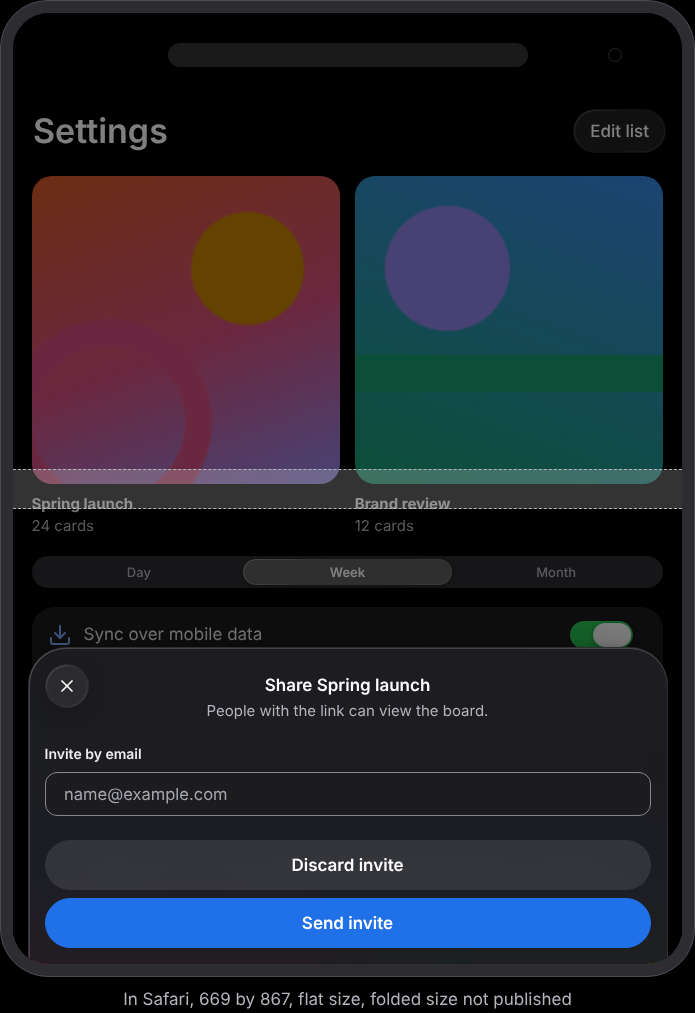 Settings
Edit list
Spring launch
Brand review
24 cards
12 cards
Day
Week
Month
Sync over mobile data
Share Spring launch
People with the link can view the board.
Invite by email
name@example.com
Discard invite
Send invite
In Safari, 669 by 867, flat size, folded size not published